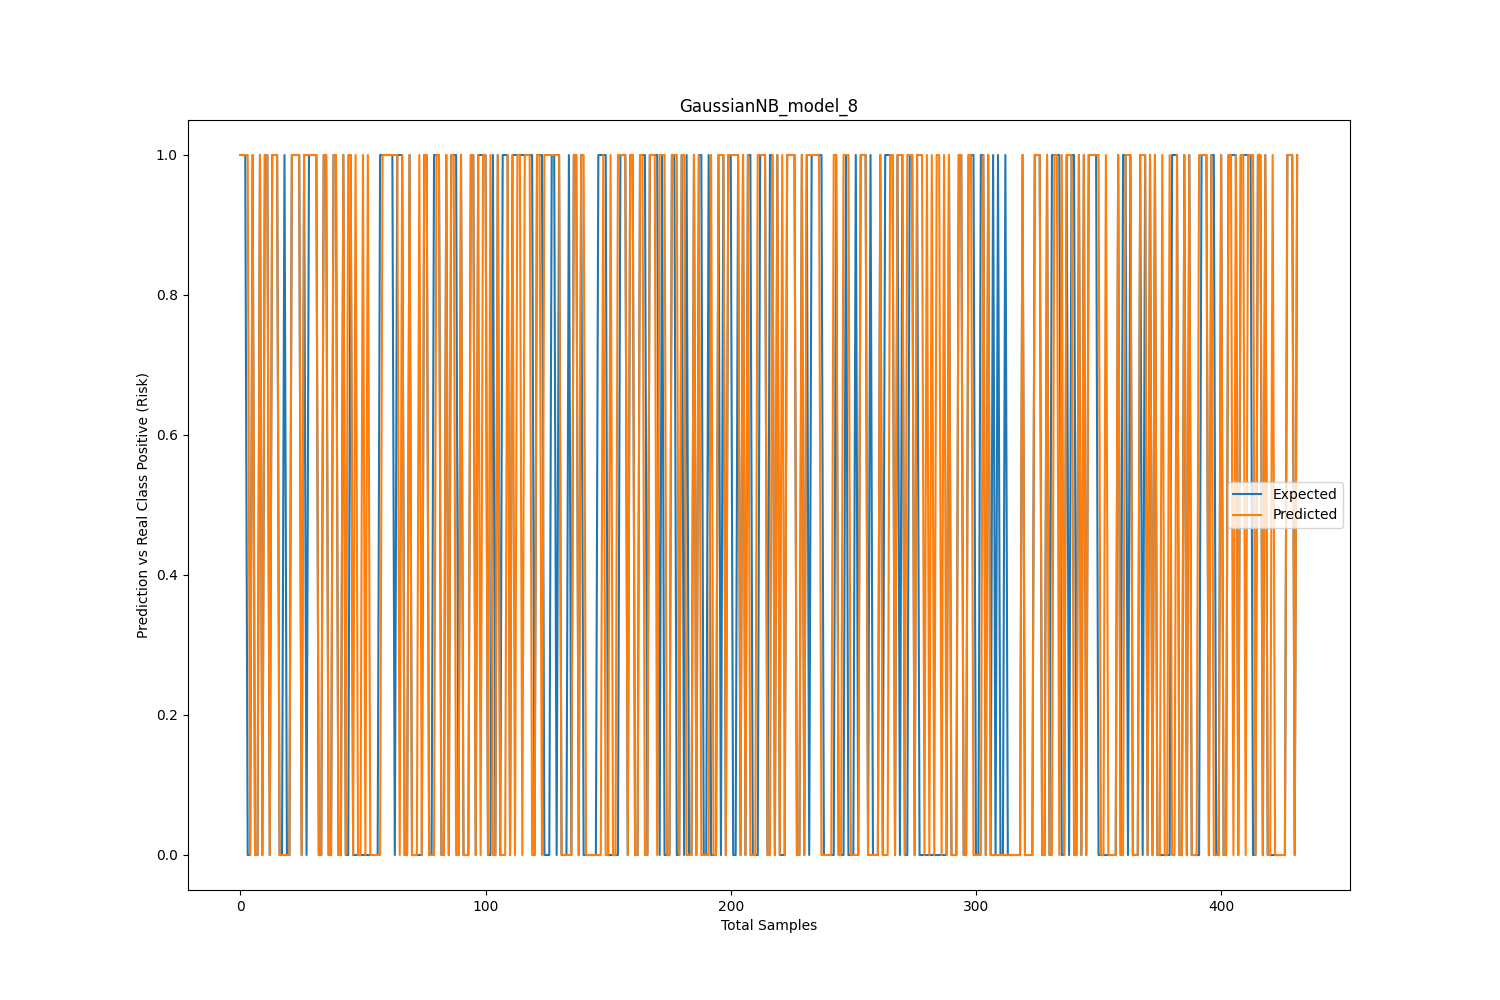 GaussianNB_model_8
Prediction vs Real Class Positive (Risk)
1.0
0.8
0.6
0.4
0.2
0.0
Expected
Predicted
0 100 200 300 400
Total Samples